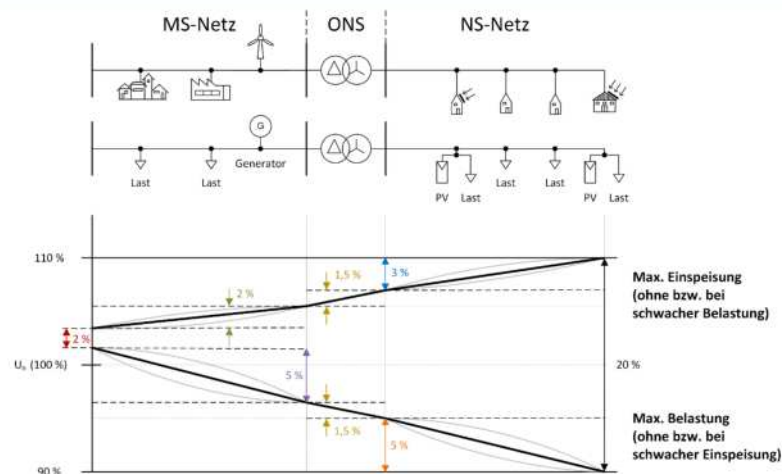 MS-Netz ONS NS-Netz
G
Generator
Last Last
PV Last Last Last PV Last
110 %
2 %
1,5 %
3 %
Max. Einspeisung
(ohne bzw. bei
schwacher Belastung)
2 %
Uₙ (100 %)
5 %
20 %
1,5 %
5 %
Max. Belastung
(ohne bzw. bei
schwacher Einspeisung)
90 %